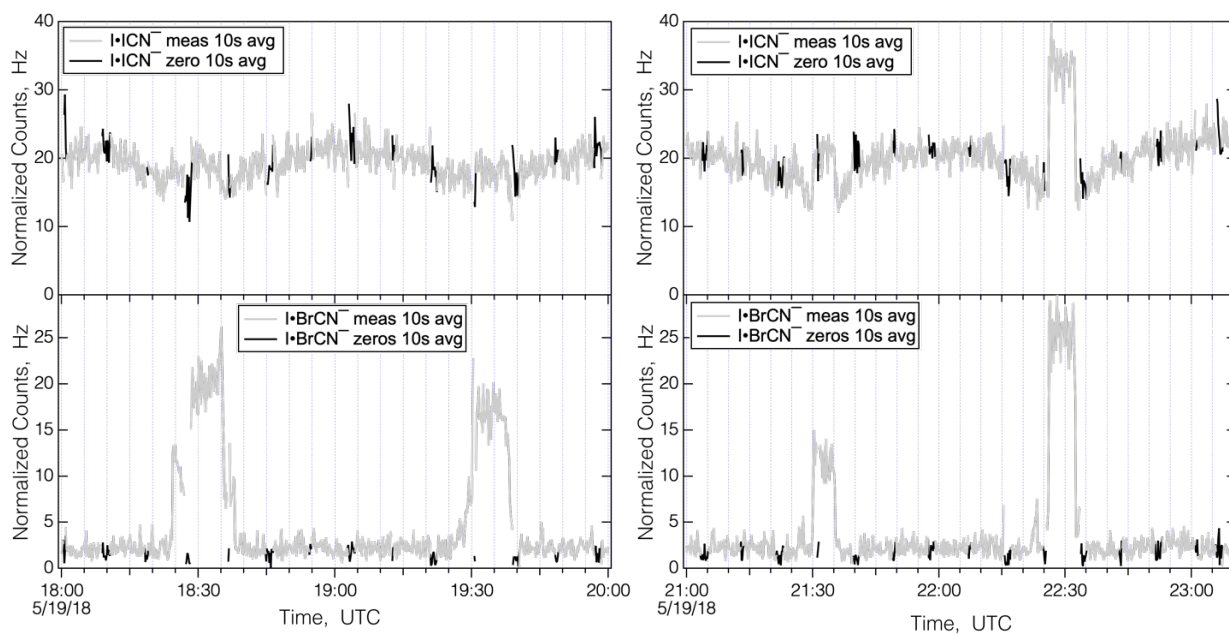 40
30
20
10
0
Normalized Counts, Hz
I•ICN⁻ meas 10s avg
I•ICN⁻ zero 10s avg
25
20
15
10
5
0
Normalized Counts, Hz
I•BrCN⁻ meas 10s avg
I•BrCN⁻ zeros 10s avg
18:00 18:30 19:00 19:30 20:00
5/19/18
Time, UTC
40
30
20
10
0
Normalized Counts, Hz
I•ICN⁻ meas 10s avg
I•ICN⁻ zero 10s avg
25
20
15
10
5
0
Normalized Counts, Hz
I•BrCN⁻ meas 10s avg
I•BrCN⁻ zeros 10s avg
21:00 21:30 22:00 22:30 23:00
5/19/18
Time, UTC